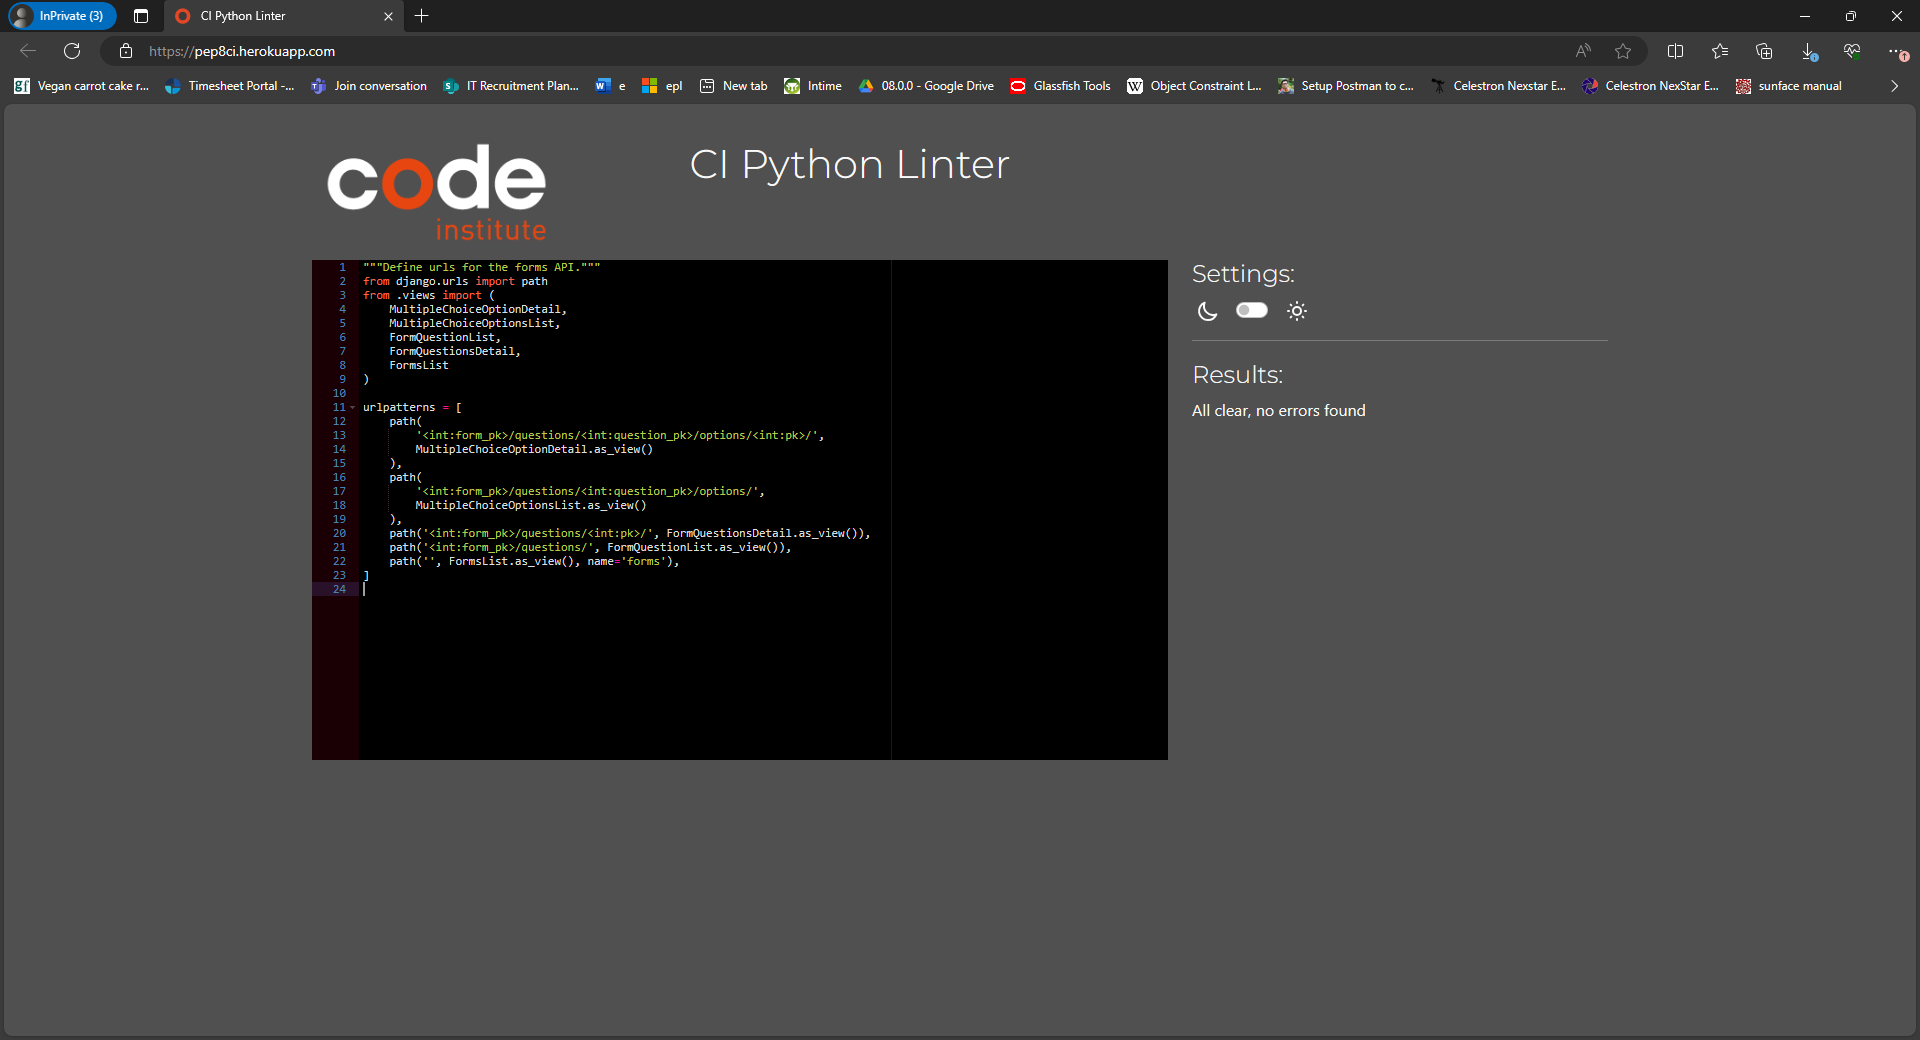 InPrivate (3)
CI Python Linter
https://pep8ci.herokuapp.com
Vegan carrot cake r... Timesheet Portal -... Join conversation IT Recruitment Plan... e epl New tab Intime 08.0.0 - Google Drive Glassfish Tools Object Constraint L... Setup Postman to c... Celestron Nexstar E... Celestron NexStar E... sunface manual
code
institute
CI Python Linter
1 """Define urls for the forms API."""
2 from django.urls import path
3 from .views import (
4     MultipleChoiceOptionDetail,
5     MultipleChoiceOptionsList,
6     FormQuestionList,
7     FormQuestionsDetail,
8     FormsList
9 )
10
11 urlpatterns = [
12     path(
13         '<int:form_pk>/questions/<int:question_pk>/options/<int:pk>/',
14         MultipleChoiceOptionDetail.as_view()
15     ),
16     path(
17         '<int:form_pk>/questions/<int:question_pk>/options/',
18         MultipleChoiceOptionsList.as_view()
19     ),
20     path('<int:form_pk>/questions/<int:pk>/', FormQuestionsDetail.as_view()),
21     path('<int:form_pk>/questions/', FormQuestionList.as_view()),
22     path('', FormsList.as_view(), name='forms'),
23 ]
24
Settings:
Results:
All clear, no errors found